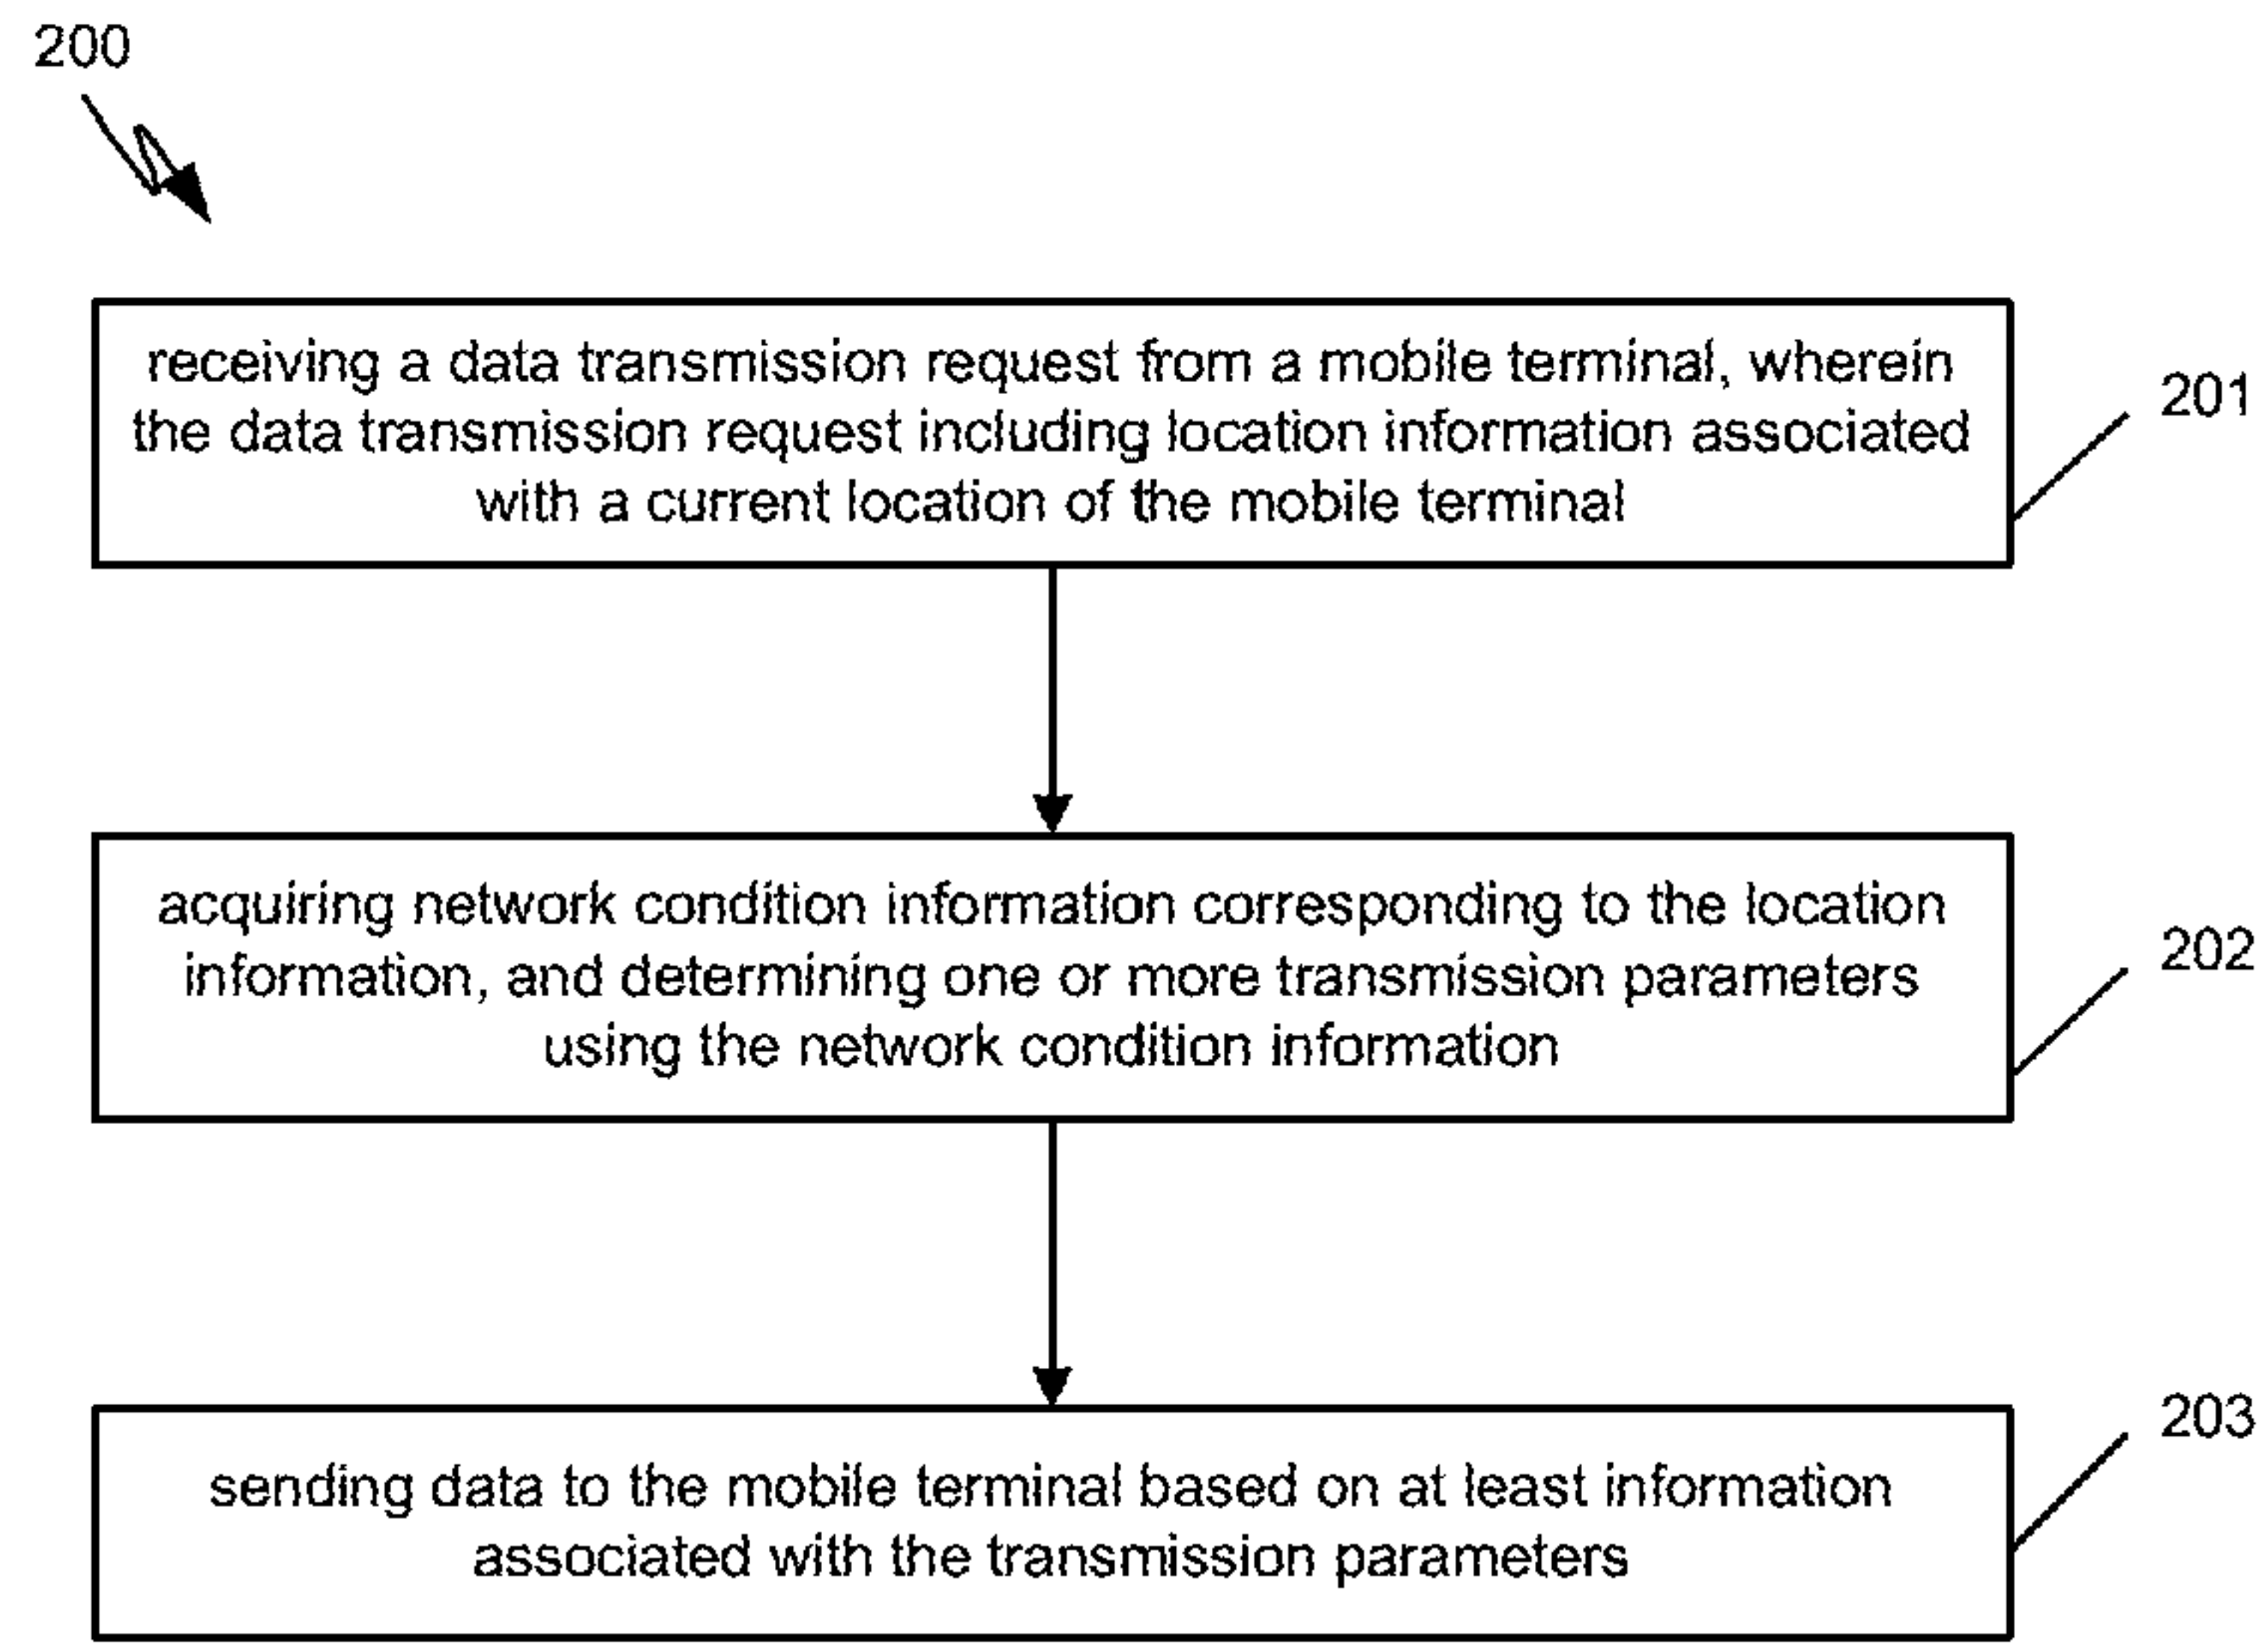 200
receiving a data transmission request from a mobile terminal, wherein
the data transmission request including location information associated
with a current location of the mobile terminal
201
acquiring network condition information corresponding to the location
information, and determining one or more transmission parameters
using the network condition information
202
sending data to the mobile terminal based on at least information
associated with the transmission parameters
203